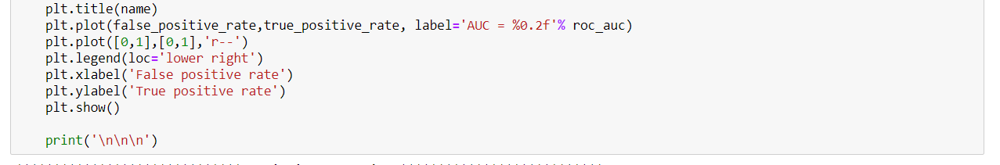 plt.title(name)
plt.plot(false_positive_rate,true_positive_rate, label='AUC = %0.2f'% roc_auc)
plt.plot([0,1],[0,1],'r--')
plt.legend(loc='lower right')
plt.xlabel('False positive rate')
plt.ylabel('True positive rate')
plt.show()
print('\n\n\n')